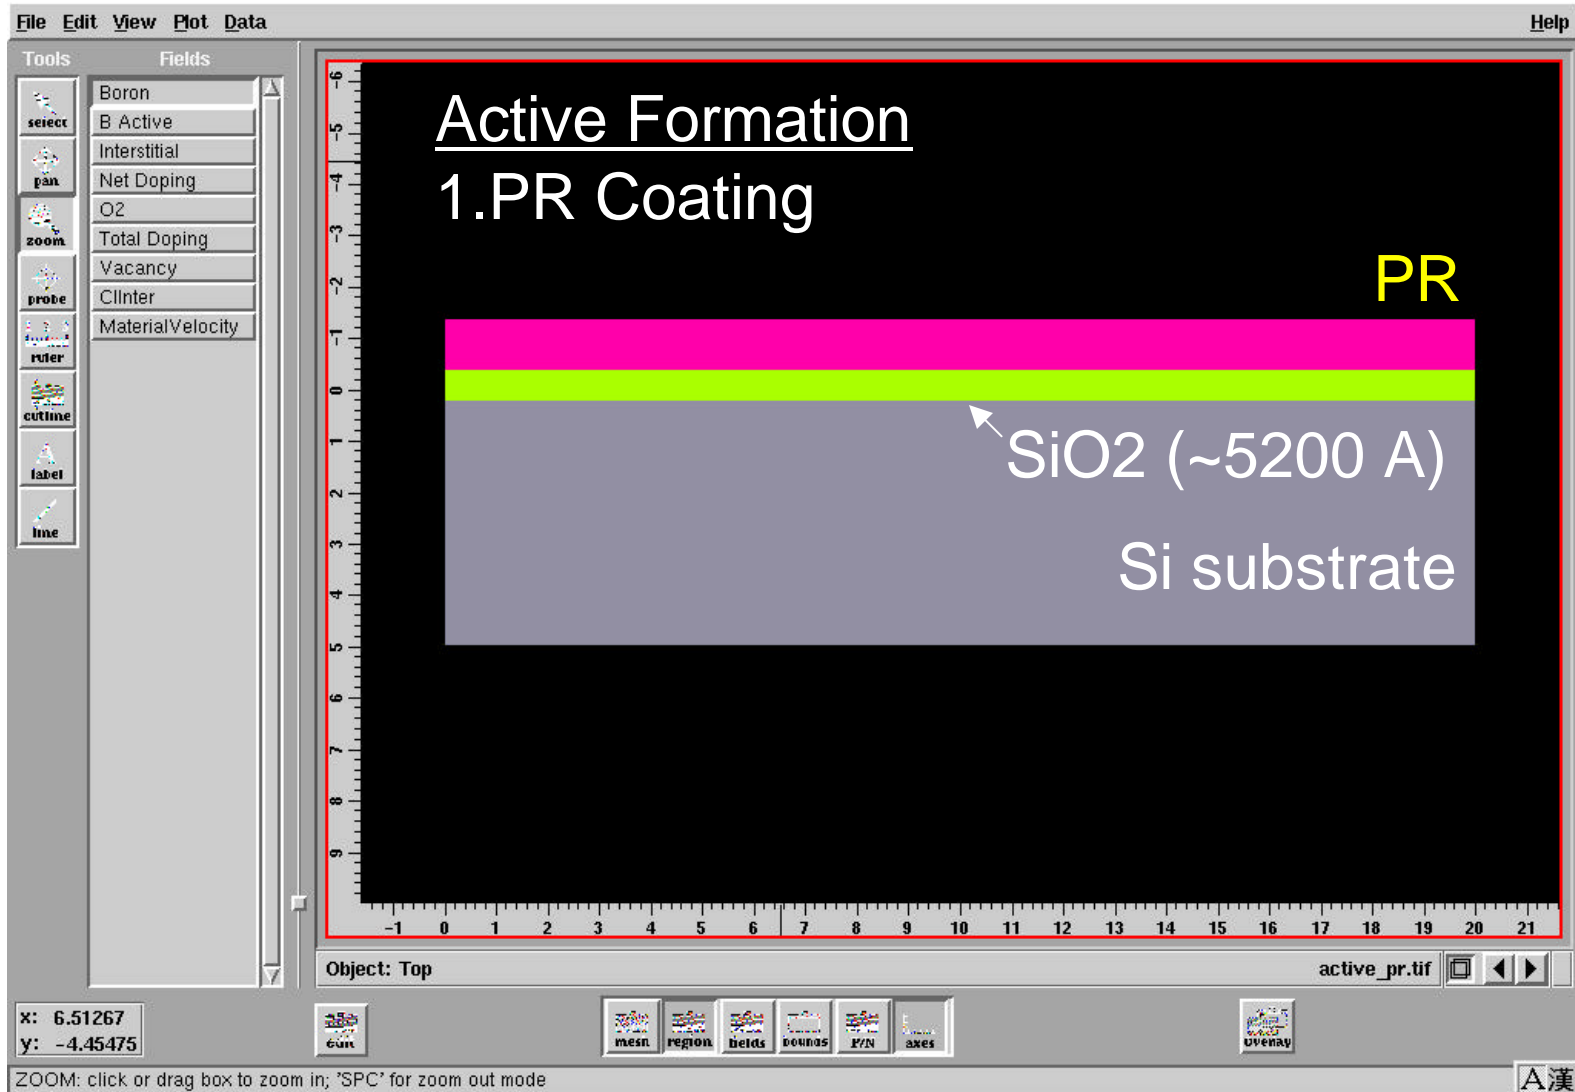 File Edit View Plot Data Help
Tools Fields
select
pan
zoom
probe
ruler
cutline
label
line
Boron
B Active
Interstitial
Net Doping
O2
Total Doping
Vacancy
CIInter
MaterialVelocity
Active Formation
1.PR Coating
PR
SiO2 (~5200 A)
Si substrate
-6
-5
-4
-3
-2
-1
0
1
2
3
4
5
6
7
8
9
-1 0 1 2 3 4 5 6 7 8 9 10 11 12 13 14 15 16 17 18 19 20 21
Object: Top active_pr.tif
x: 6.51267
y: -4.45475
edit mesh region fields bounds P/N axes overlay
ZOOM: click or drag box to zoom in; 'SPC' for zoom out mode
A漢